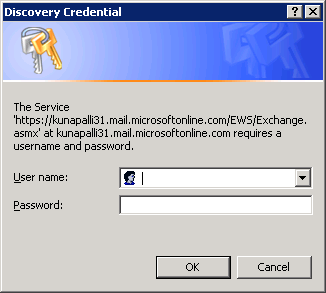 Discovery Credential
The Service
'https://kunapalli31.mail.microsoftonline.com/EWS/Exchange.
asmx' at kunapalli31.mail.microsoftonline.com requires a
username and password.
User name:
Password:
OK
Cancel